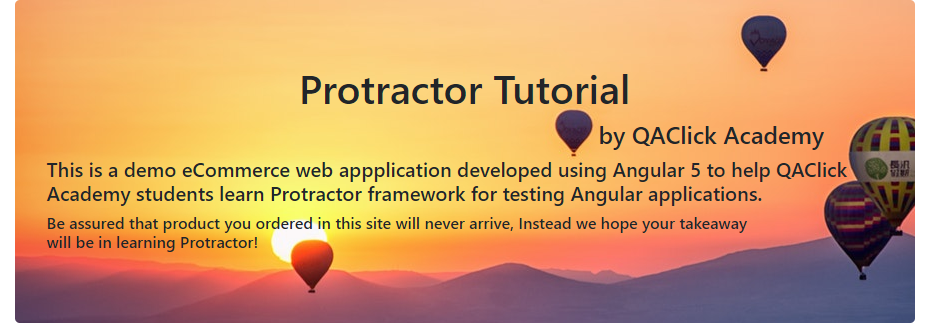 Protractor Tutorial
by QAClick Academy
This is a demo eCommerce web appplication developed using Angular 5 to help QAClick
Academy students learn Protractor framework for testing Angular applications.
Be assured that product you ordered in this site will never arrive, Instead we hope your takeaway
will be in learning Protractor!